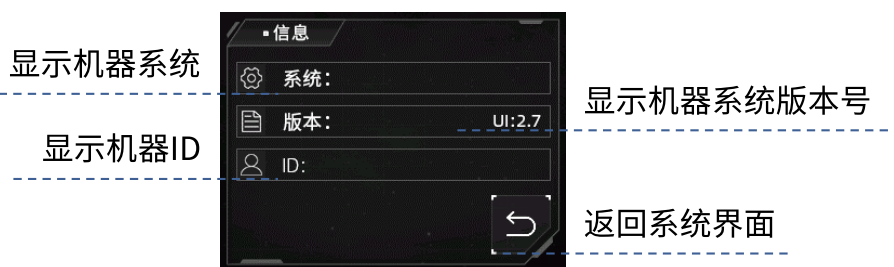 ▪信息
显示机器系统
系统：
显示机器系统版本号
版本： UI:2.7
显示机器ID
ID:
返回系统界面